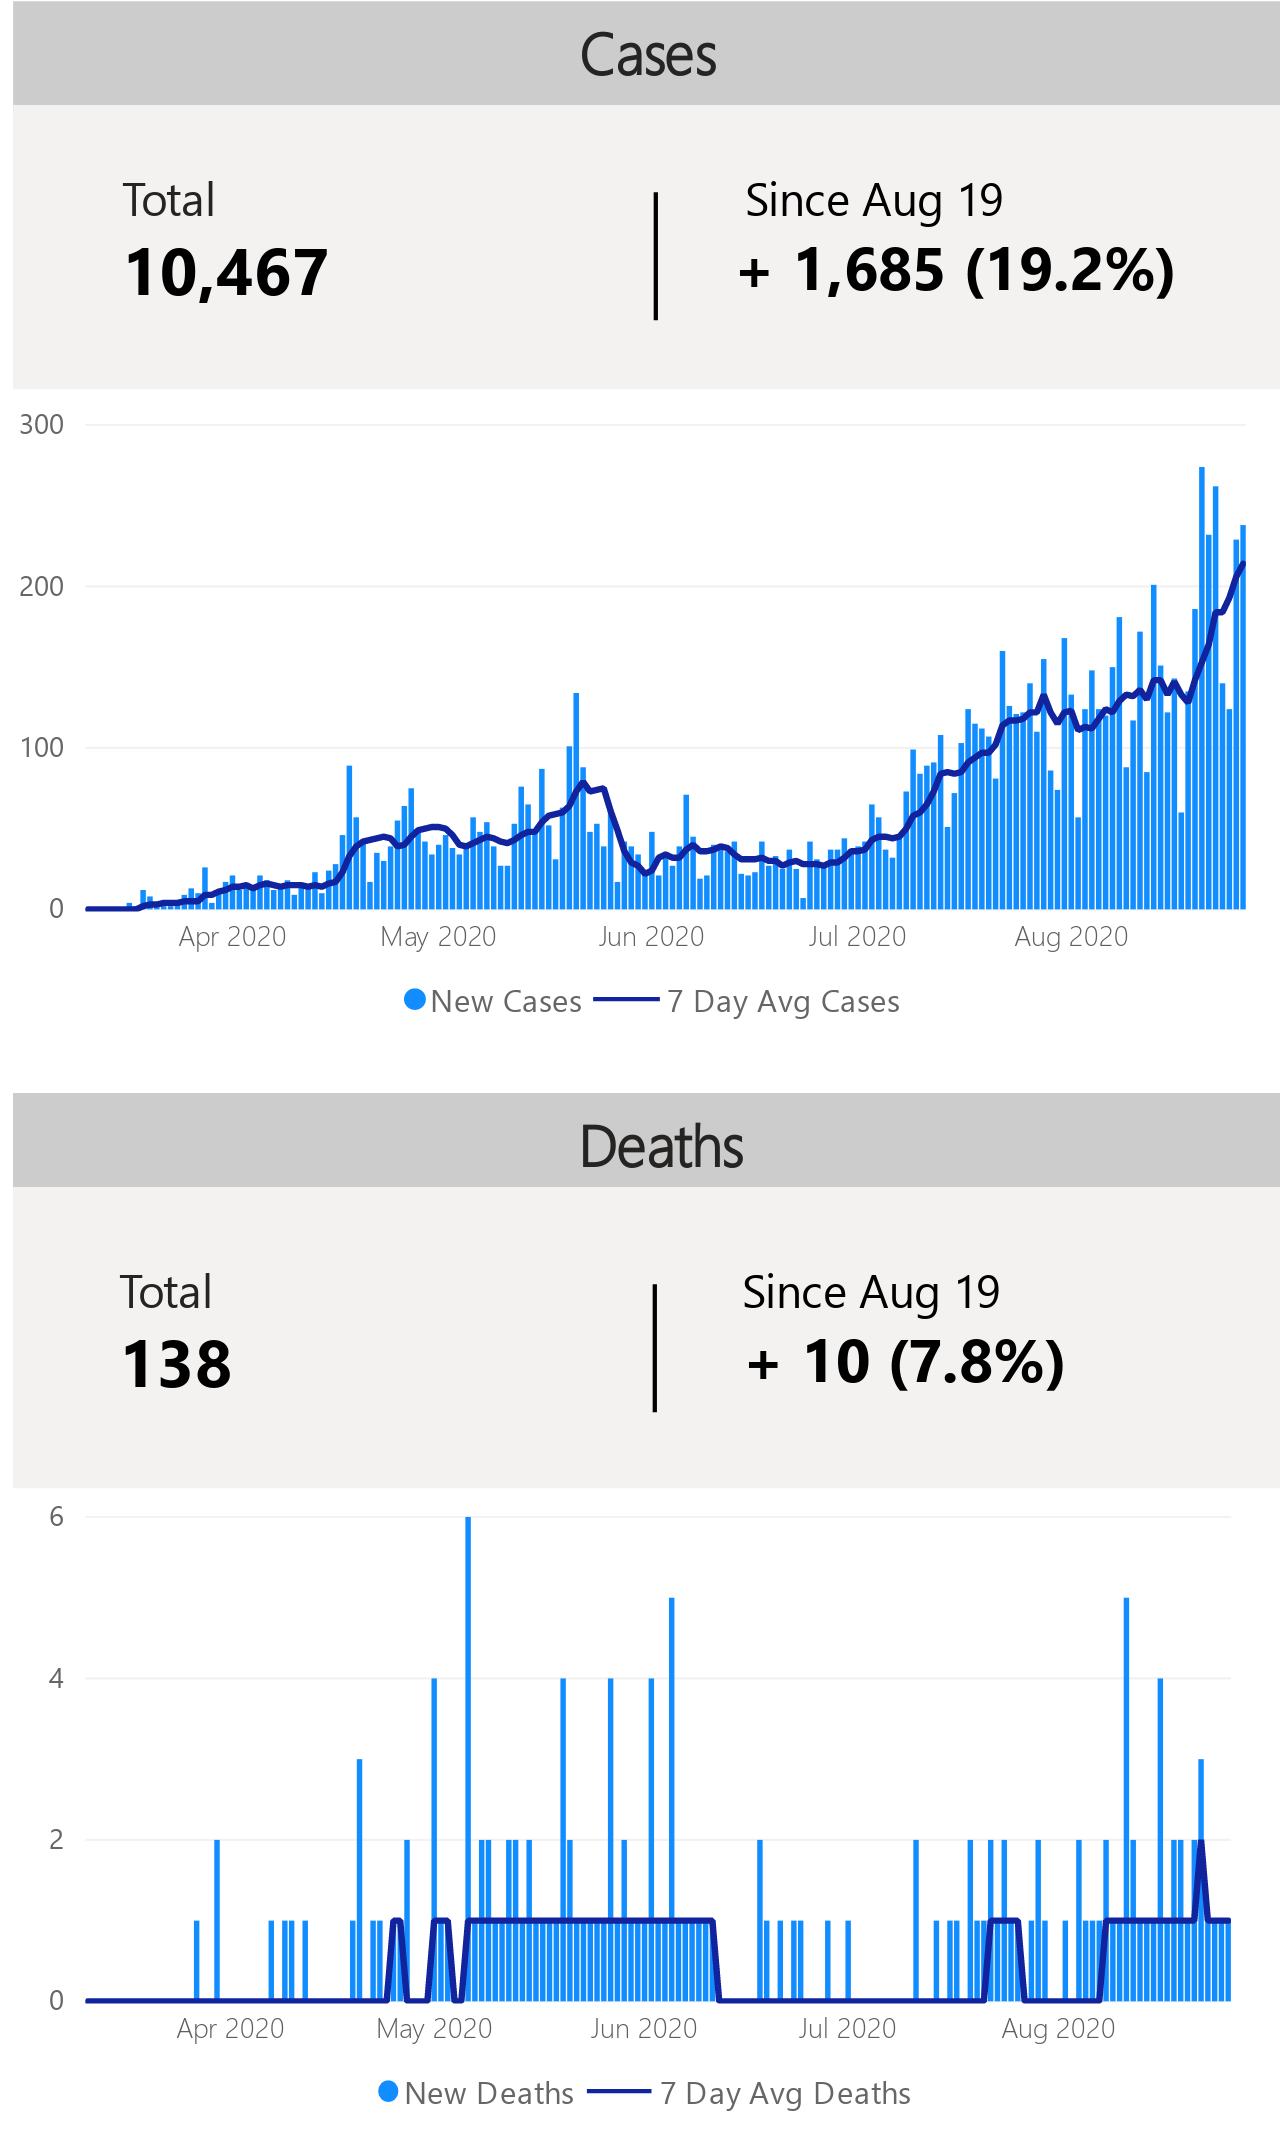 Cases
Total
Since Aug 19
10,467
+ 1,685 (19.2%)
300
200
100
0
Apr 2020 May 2020 Jun 2020 Jul 2020 Aug 2020
New Cases 7 Day Avg Cases
Deaths
Total
Since Aug 19
138
+ 10 (7.8%)
6
4
2
0
Apr 2020 May 2020 Jun 2020 Jul 2020 Aug 2020
New Deaths 7 Day Avg Deaths